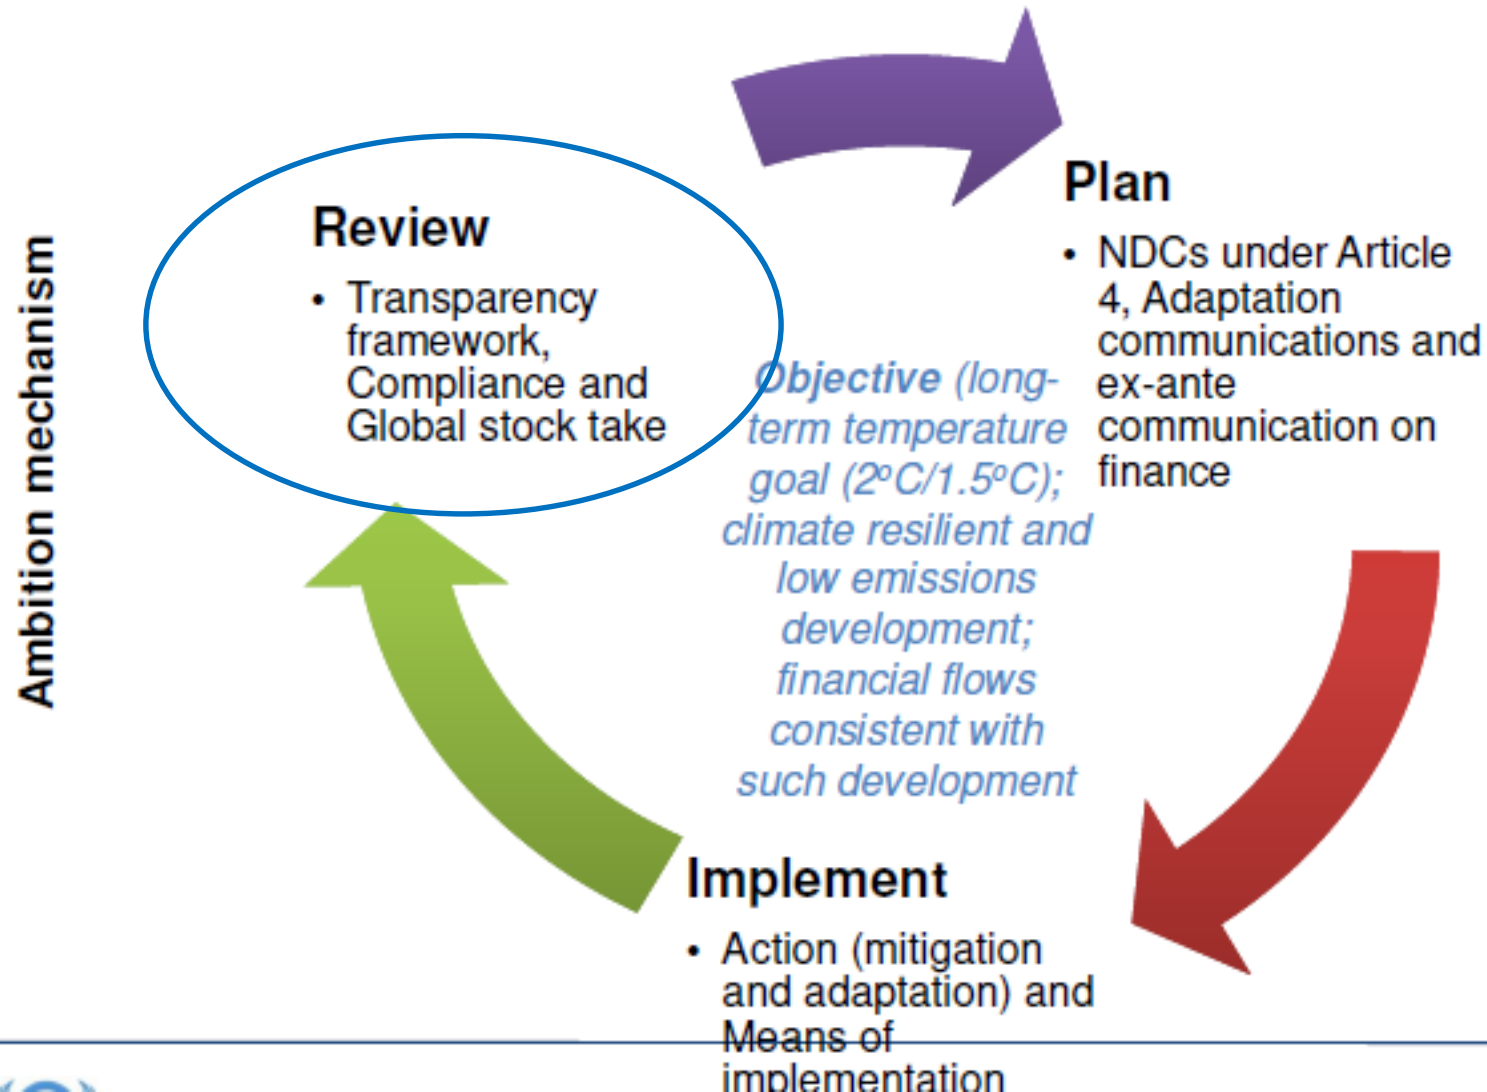 Ambition mechanism
Review
• Transparency
framework,
Compliance and
Global stock take
Plan
• NDCs under Article
4, Adaptation
communications and
ex-ante
communication on
finance
Objective (long-
term temperature
goal (2ºC/1.5ºC);
climate resilient and
low emissions
development;
financial flows
consistent with
such development
Implement
• Action (mitigation
and adaptation) and
Means of
implementation